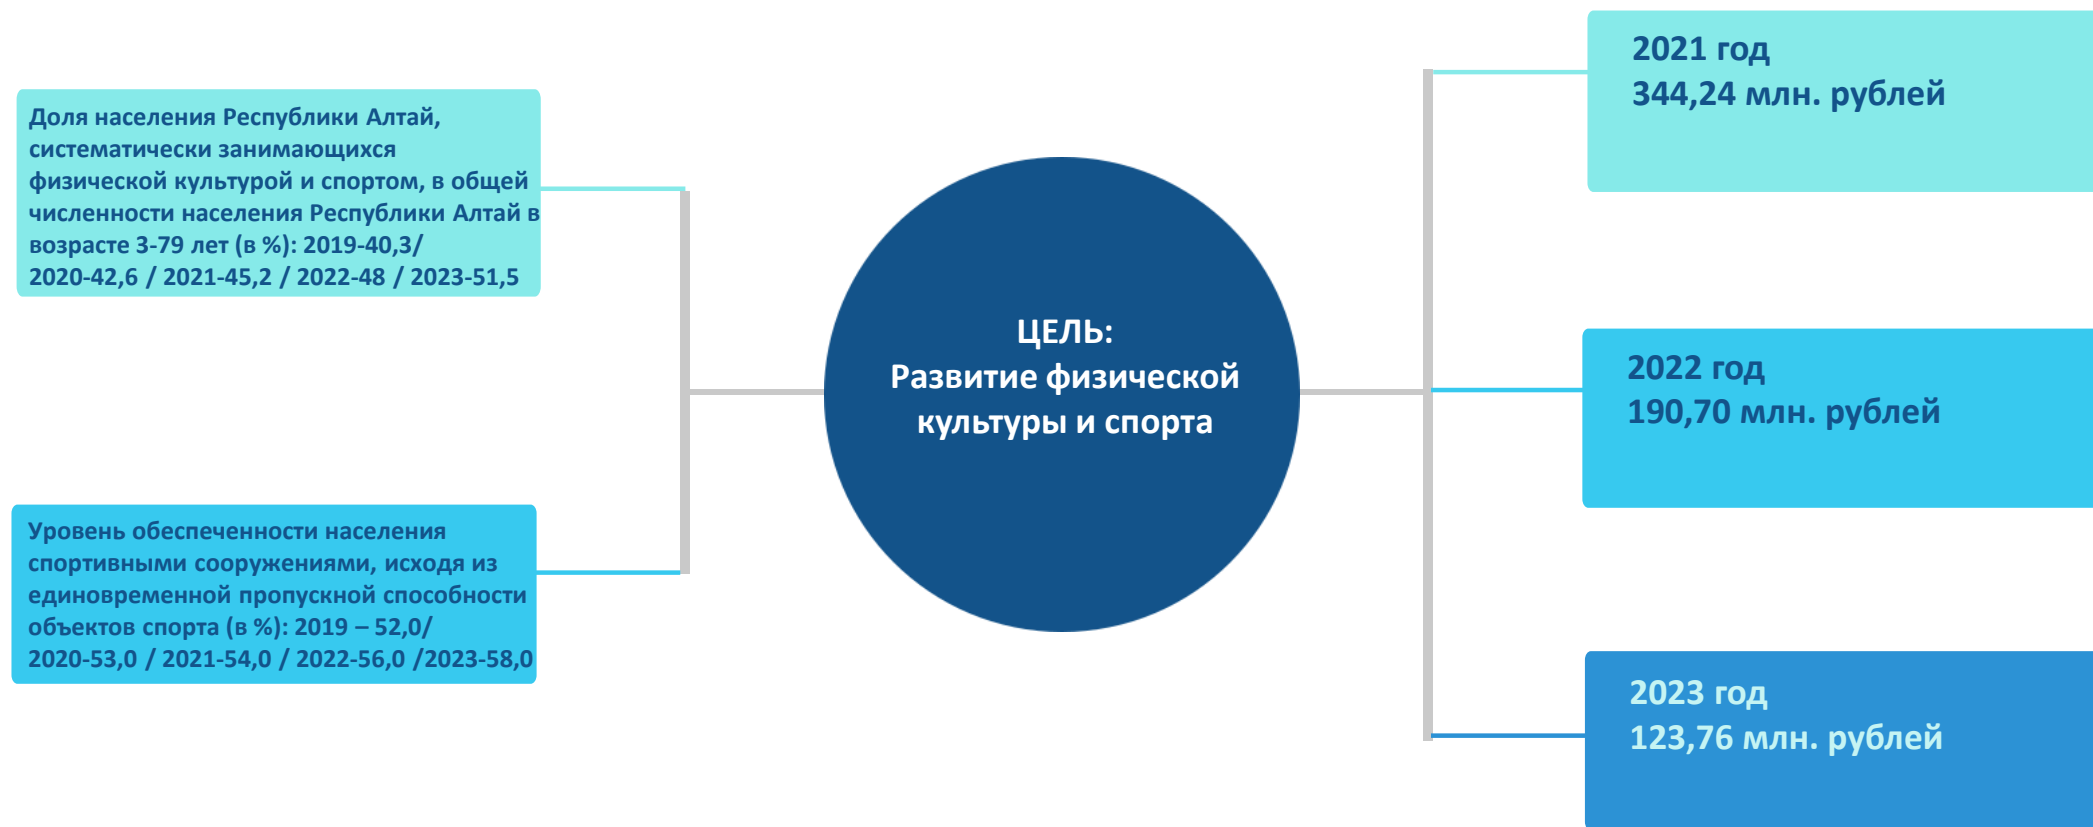 Доля населения Республики Алтай,
систематически занимающихся
физической культурой и спортом, в общей
численности населения Республики Алтай в
возрасте 3-79 лет (в %): 2019-40,3/
2020-42,6 / 2021-45,2 / 2022-48 / 2023-51,5
Уровень обеспеченности населения
спортивными сооружениями, исходя из
единовременной пропускной способности
объектов спорта (в %): 2019 – 52,0/
2020-53,0 / 2021-54,0 / 2022-56,0 /2023-58,0
ЦЕЛЬ:
Развитие физической
культуры и спорта
2021 год
344,24 млн. рублей
2022 год
190,70 млн. рублей
2023 год
123,76 млн. рублей